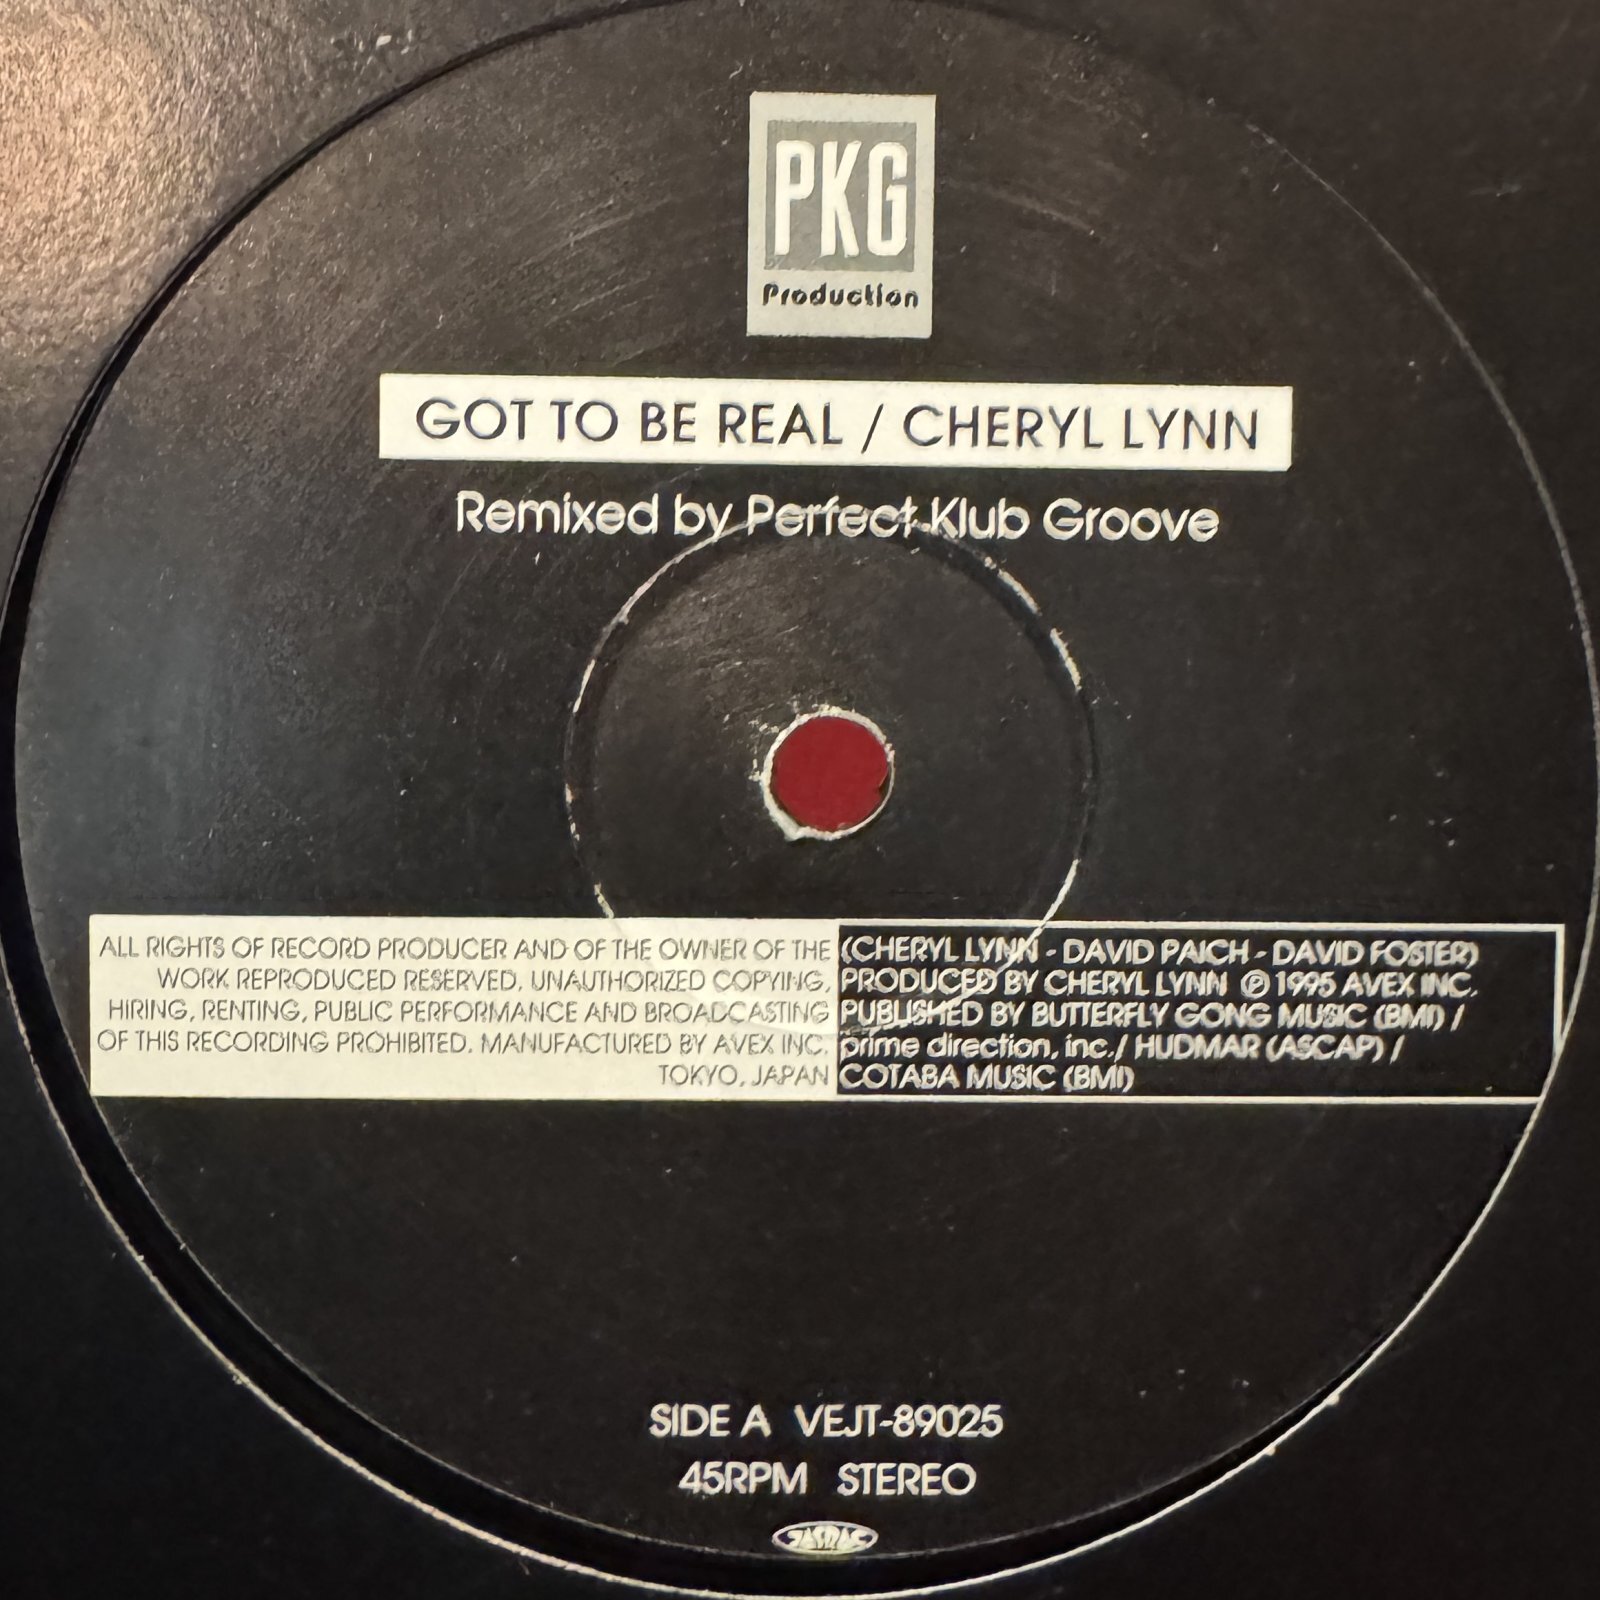 PKG
Production
GOT TO BE REAL / CHERYL LYNN
Remixed by Perfect Klub Groove
ALL RIGHTS OF RECORD PRODUCER AND OF THE OWNER OF THE
WORK REPRODUCED RESERVED. UNAUTHORIZED COPYING,
HIRING, RENTING, PUBLIC PERFORMANCE AND BROADCASTING
OF THIS RECORDING PROHIBITED. MANUFACTURED BY AVEX INC.
TOKYO, JAPAN
(CHERYL LYNN - DAVID PAICH - DAVID FOSTER)
PRODUCED BY CHERYL LYNN ℗ 1995 AVEX INC.
PUBLISHED BY BUTTERFLY GONG MUSIC (BMI) /
prime direction, inc./ HUDMAR (ASCAP) /
COTABA MUSIC (BMI)
SIDE A VEJT-89025
45RPM STEREO
JASRAC